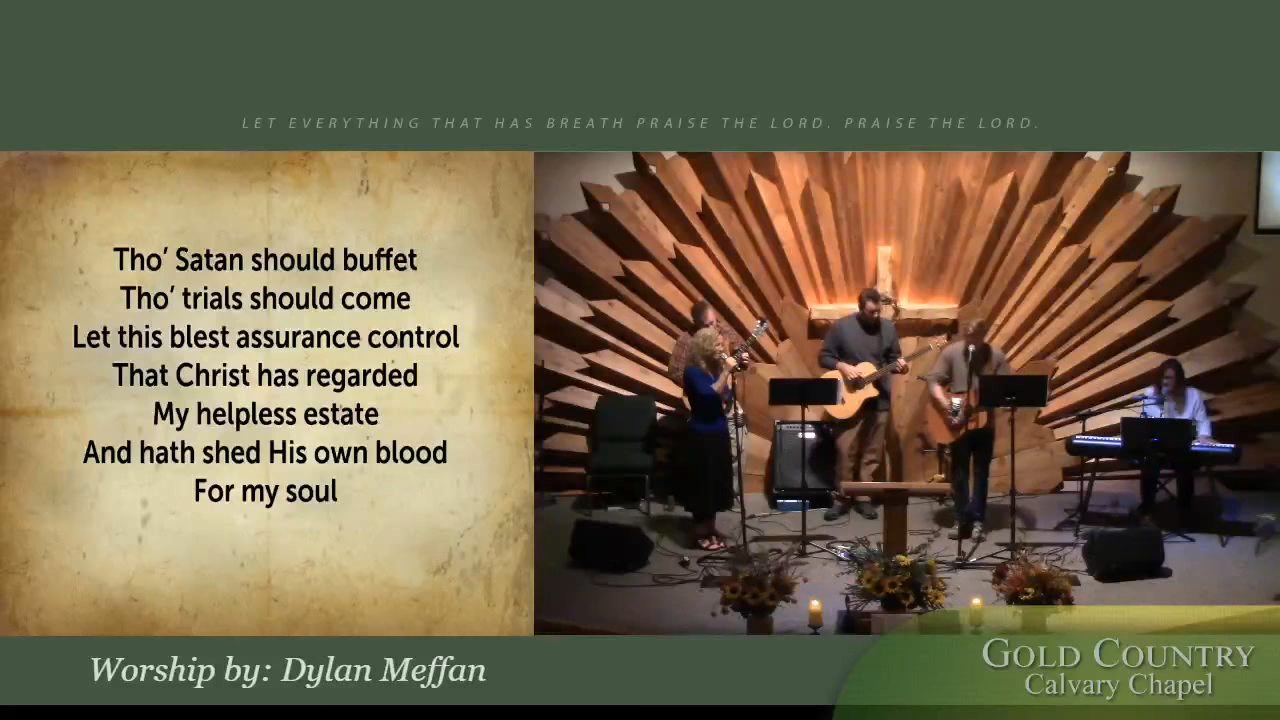 LET EVERYTHING THAT HAS BREATH PRAISE THE LORD. PRAISE THE LORD.
Tho’ Satan should buffet
Tho’ trials should come
Let this blest assurance control
That Christ has regarded
My helpless estate
And hath shed His own blood
For my soul
Worship by: Dylan Meffan
GOLD COUNTRY
Calvary Chapel